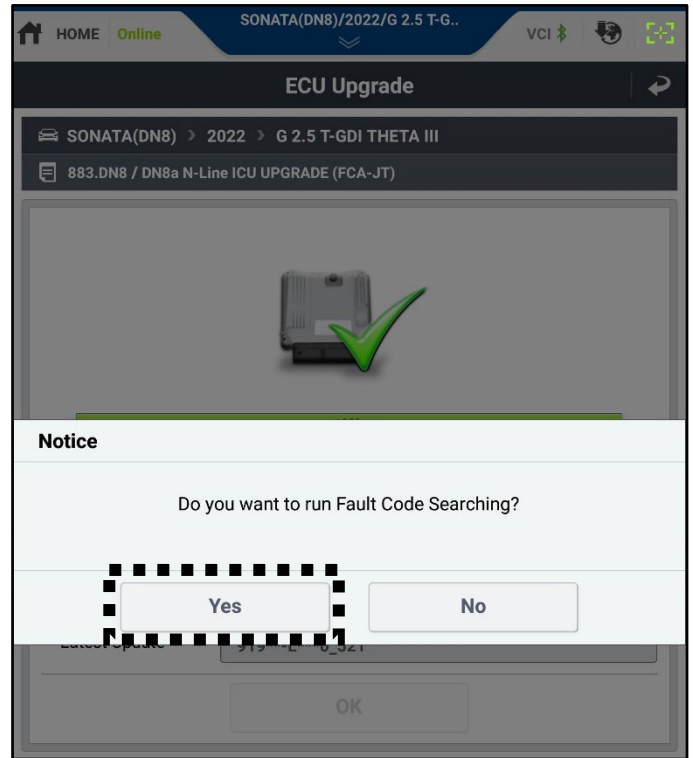 HOME Online
SONATA(DN8)/2022/G 2.5 T-G..
VCI
ECU Upgrade
SONATA(DN8) > 2022 > G 2.5 T-GDI THETA III
883.DN8 / DN8a N-Line ICU UPGRADE (FCA-JT)
Notice
Do you want to run Fault Code Searching?
Yes
No
OK